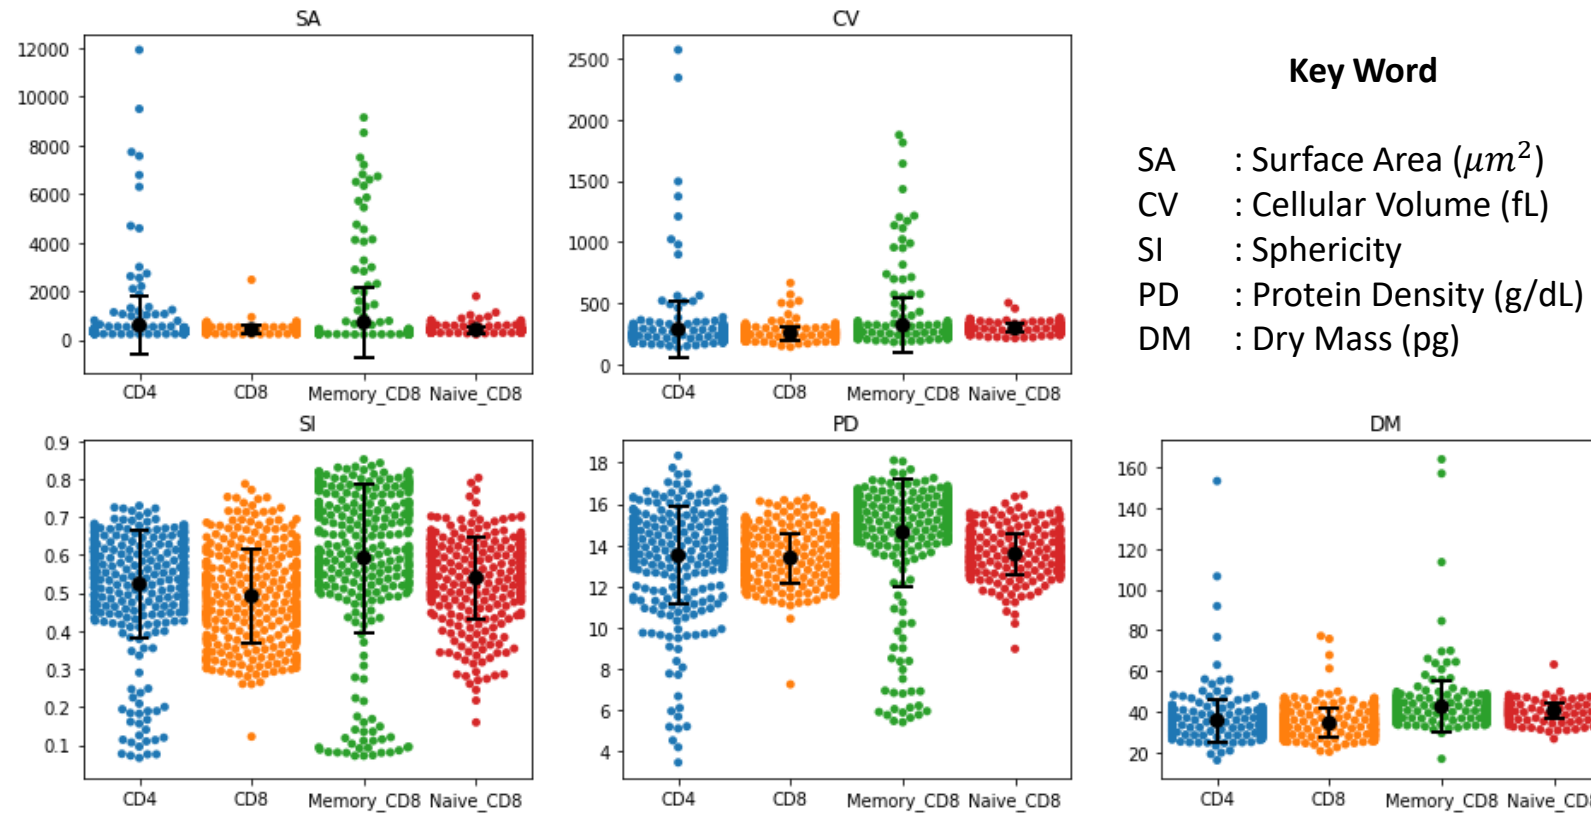 SA
12000
10000
8000
6000
4000
2000
0
CD4 CD8 Memory_CD8 Naive_CD8
CV
2500
2000
1500
1000
500
0
CD4 CD8 Memory_CD8 Naive_CD8
Key Word
SA : Surface Area (μm²)
CV : Cellular Volume (fL)
SI : Sphericity
PD : Protein Density (g/dL)
DM : Dry Mass (pg)
SI
0.9
0.8
0.7
0.6
0.5
0.4
0.3
0.2
0.1
CD4 CD8 Memory_CD8 Naive_CD8
PD
18
16
14
12
10
8
6
4
CD4 CD8 Memory_CD8 Naive_CD8
DM
160
140
120
100
80
60
40
20
CD4 CD8 Memory_CD8 Naive_CD8